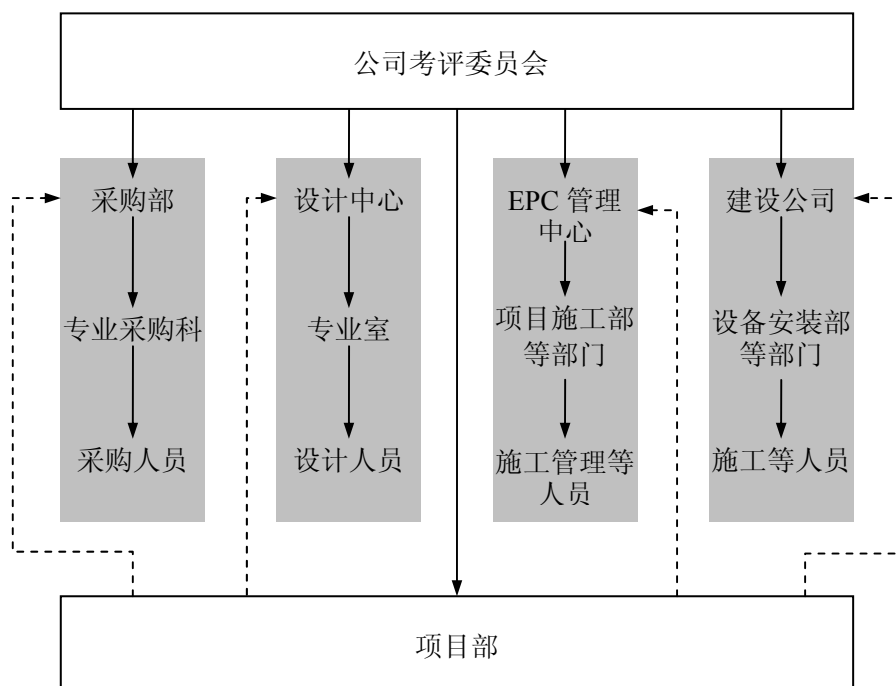 公司考评委员会
采购部
设计中心
EPC 管理
中心
建设公司
专业采购科
专业室
项目施工部
等部门
设备安装部
等部门
采购人员
设计人员
施工管理等
人员
施工等人员
项目部